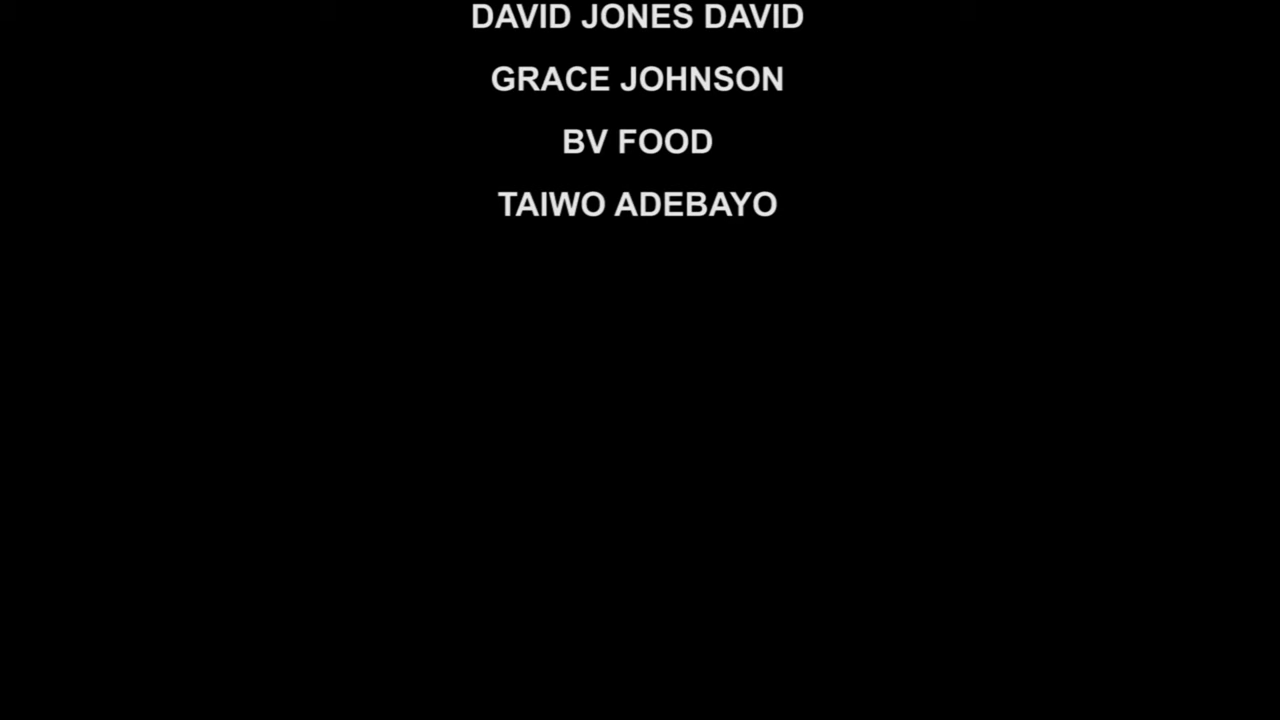 DAVID JONES DAVID
GRACE JOHNSON
BV FOOD
TAIWO ADEBAYO